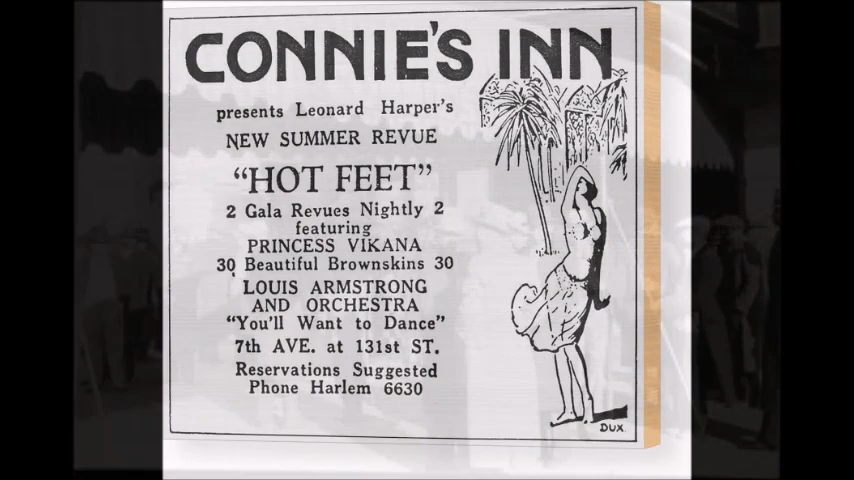 CONNIE'S INN
presents Leonard Harper's
NEW SUMMER REVUE
"HOT FEET"
2 Gala Revues Nightly 2
featuring
PRINCESS VIKANA
30 Beautiful Brownskins 30
LOUIS ARMSTRONG
AND ORCHESTRA
"You'll Want to Dance"
7th AVE. at 131st ST.
Reservations Suggested
Phone Harlem 6630
DUX.